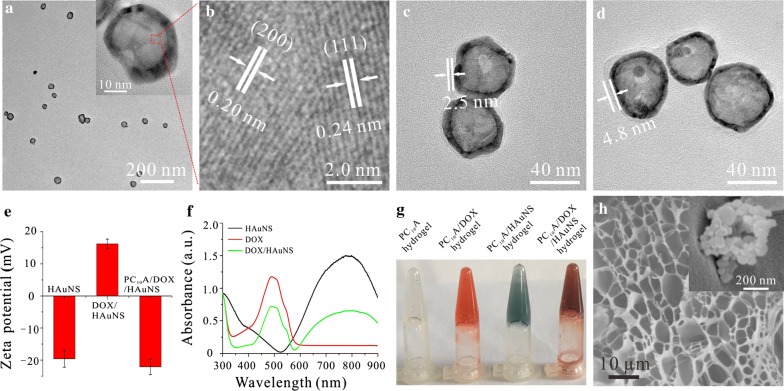 a
10 nm
200 nm
b
(200)
(111)
0.20 nm
0.24 nm
2.0 nm
c
2.5 nm
40 nm
d
4.8 nm
40 nm
e
Zeta potential (mV)
20
10
0
−10
−20
HAuNS
DOX/
HAuNS
PC₁₀A/DOX
/HAuNS
f
Absorbance (a.u.)
2.0
1.5
1.0
0.5
0
HAuNS
DOX
DOX/HAuNS
300 400 500 600 700 800 900
Wavelength (nm)
g
PC₁₀A
hydrogel
PC₁₀A/DOX
hydrogel
PC₁₀A/HAuNS
hydrogel
PC₁₀A/DOX
/HAuNS hydrogel
h
200 nm
10 µm